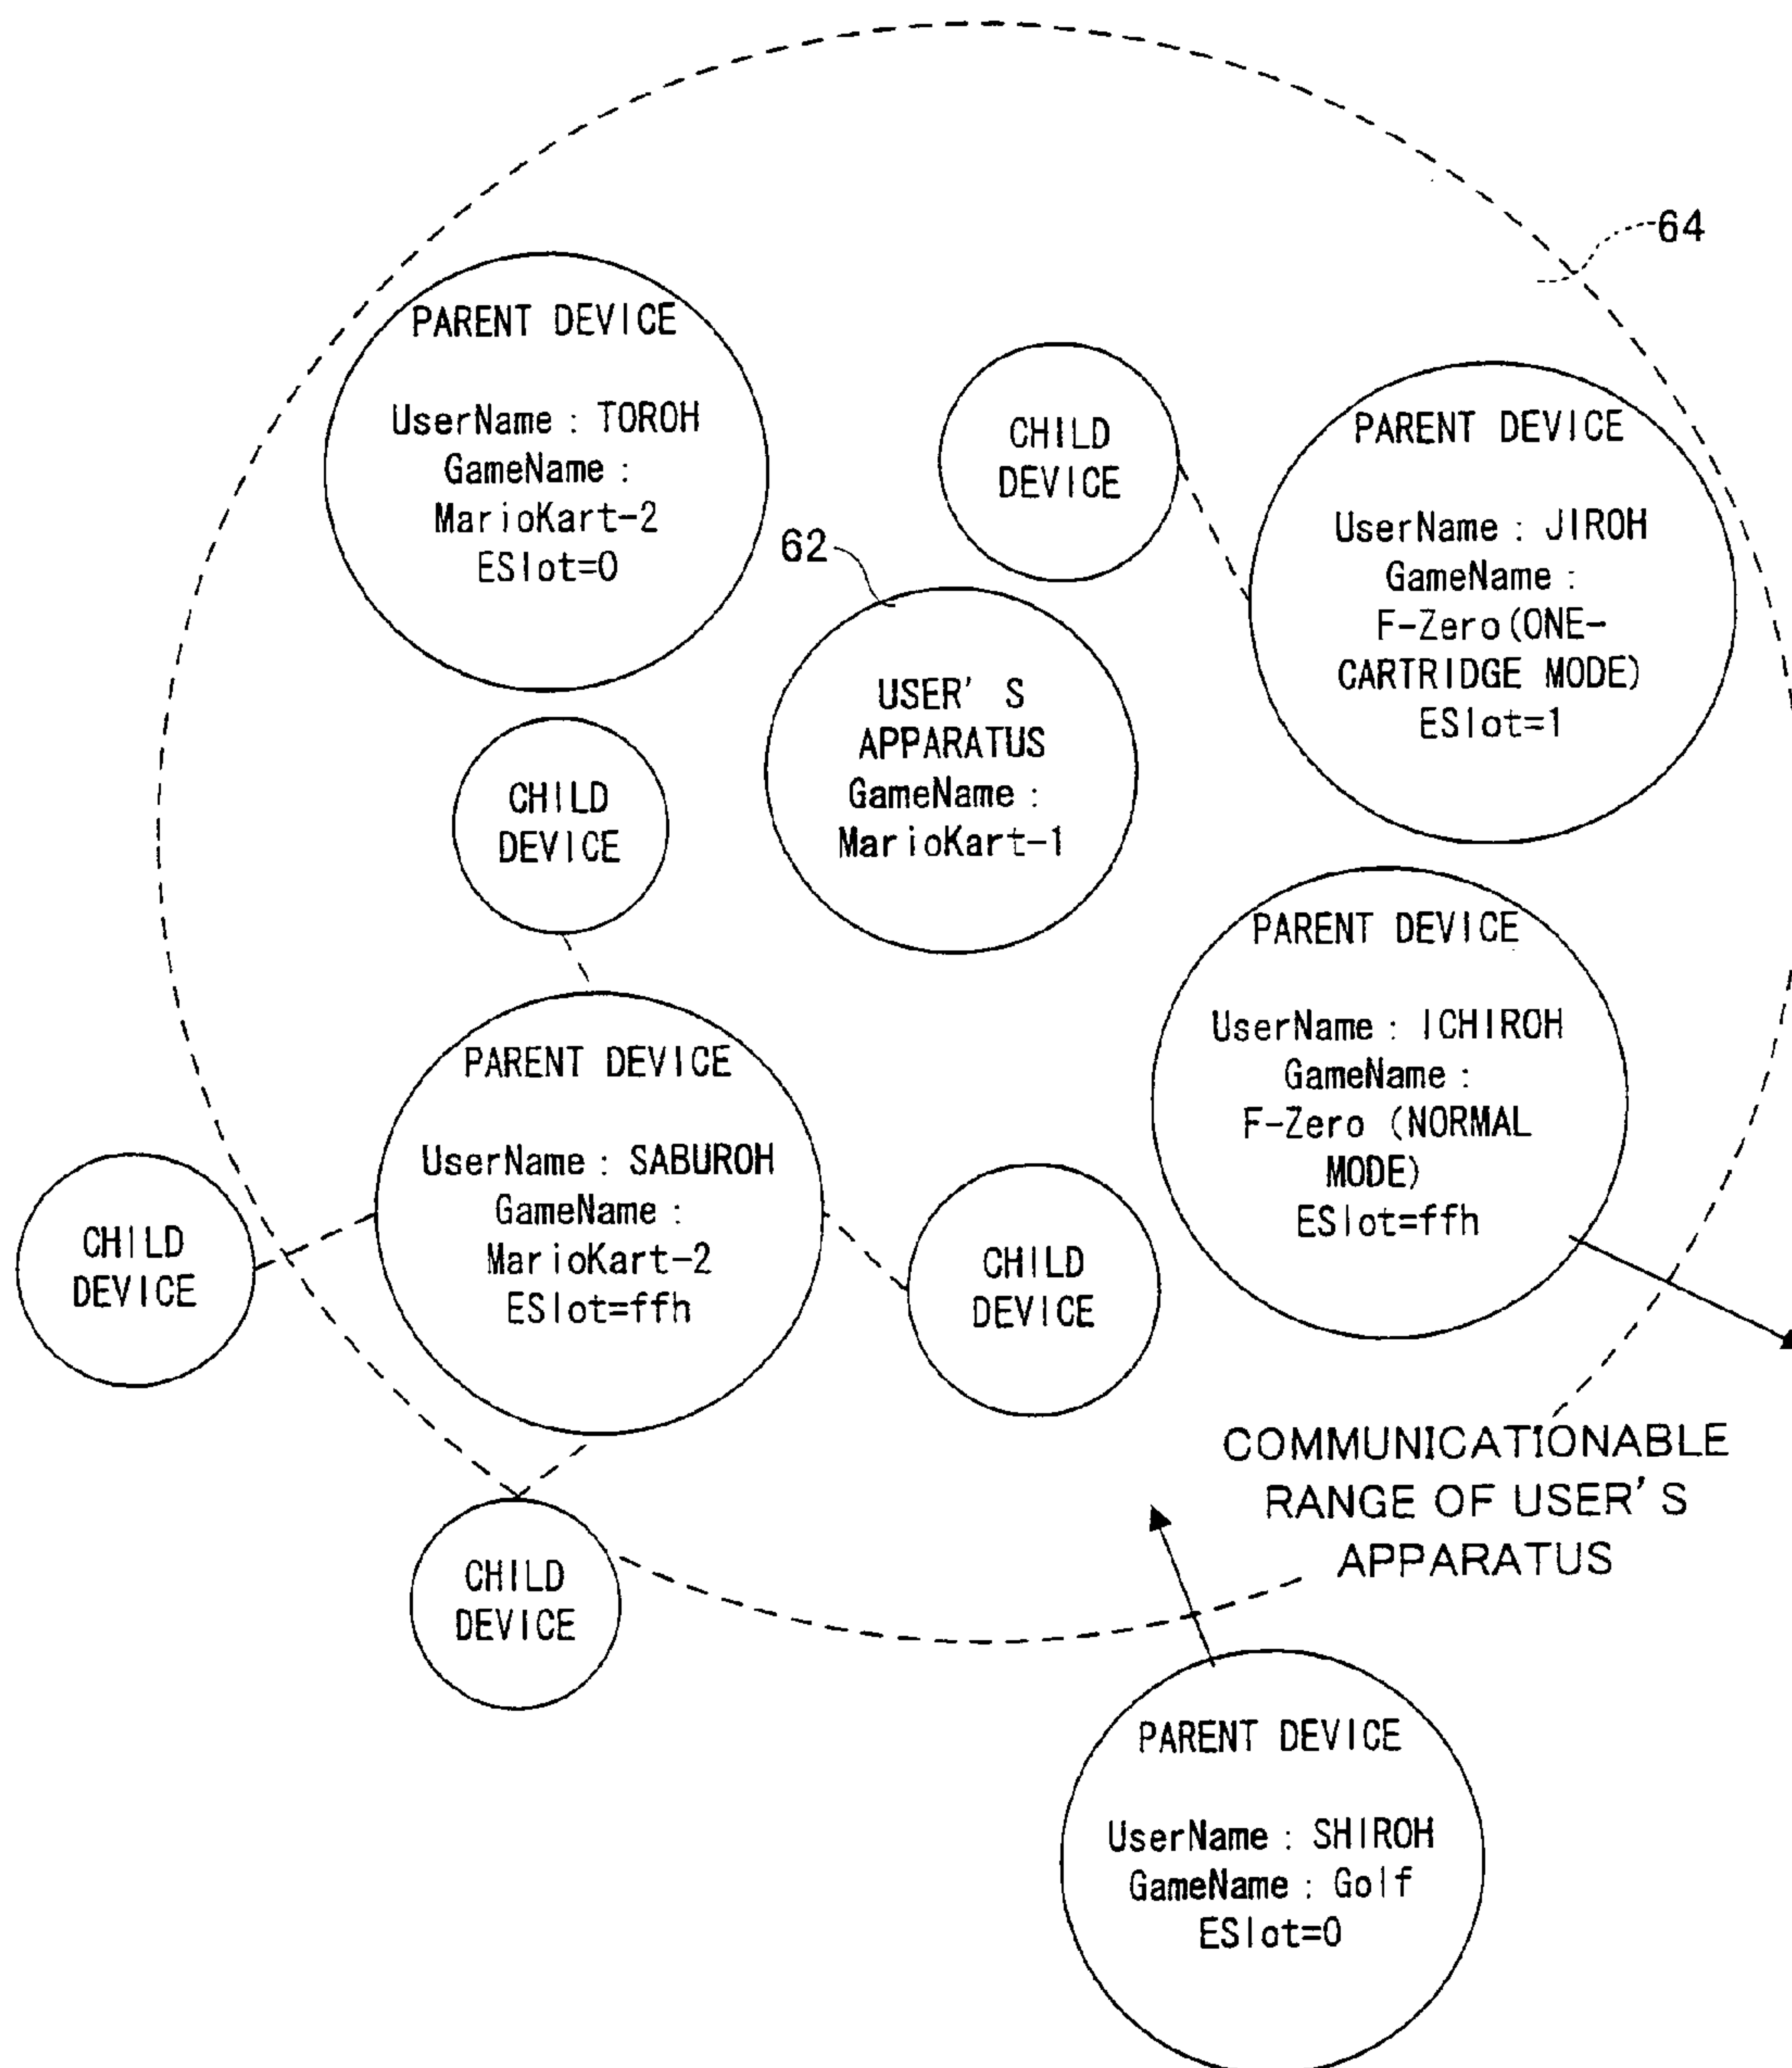 64
PARENT DEVICE
UserName : TOROH
GameName :
MarioKart-2
ESlot=0
CHILD
DEVICE
PARENT DEVICE
UserName : JIROH
GameName :
F-Zero(ONE-
CARTRIDGE MODE)
ESlot=1
62
USER'S
APPARATUS
GameName :
MarioKart-1
CHILD
DEVICE
PARENT DEVICE
UserName : ICHIROH
GameName :
F-Zero (NORMAL
MODE)
ESlot=ffh
PARENT DEVICE
UserName : SABUROH
GameName :
MarioKart-2
ESlot=ffh
CHILD
DEVICE
CHILD
DEVICE
COMMUNICATIONABLE
RANGE OF USER'S
APPARATUS
CHILD
DEVICE
PARENT DEVICE
UserName : SHIROH
GameName : Golf
ESlot=0